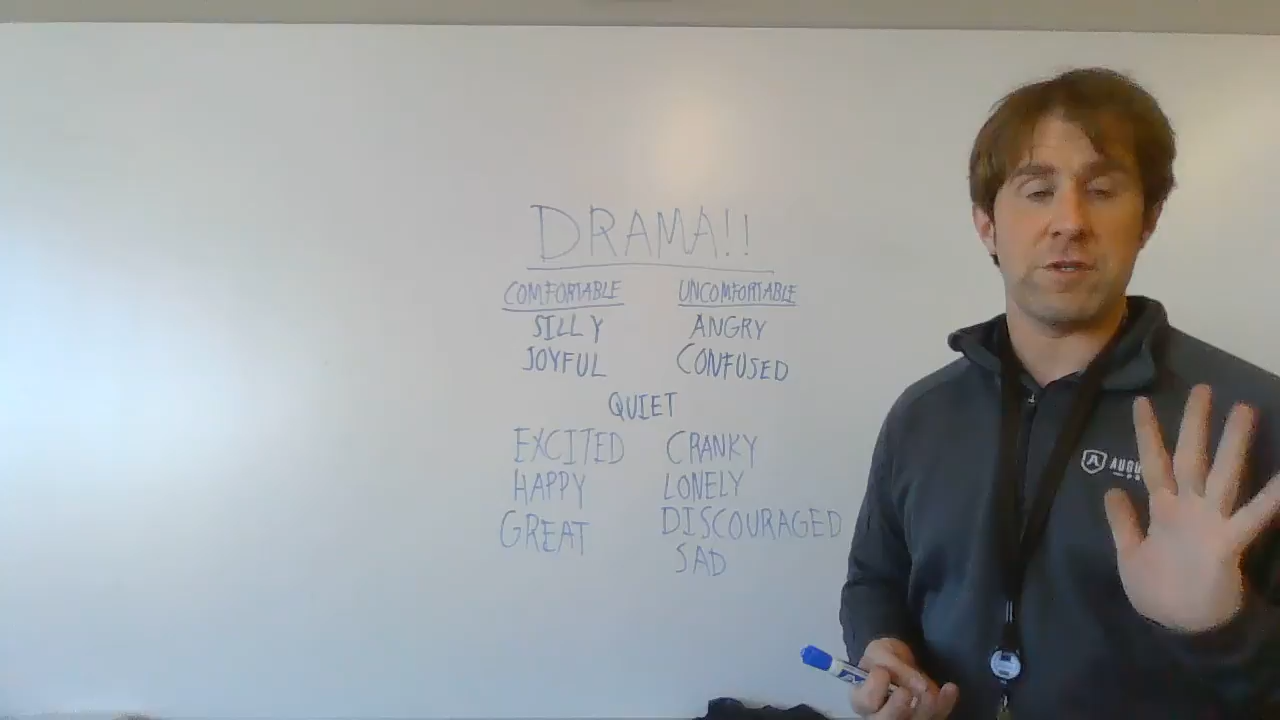 DRAMA!!
COMFORTABLE UNCOMFORTABLE
SILLY ANGRY
JOYFUL CONFUSED
QUIET
EXCITED CRANKY
HAPPY LONELY
GREAT DISCOURAGED
SAD